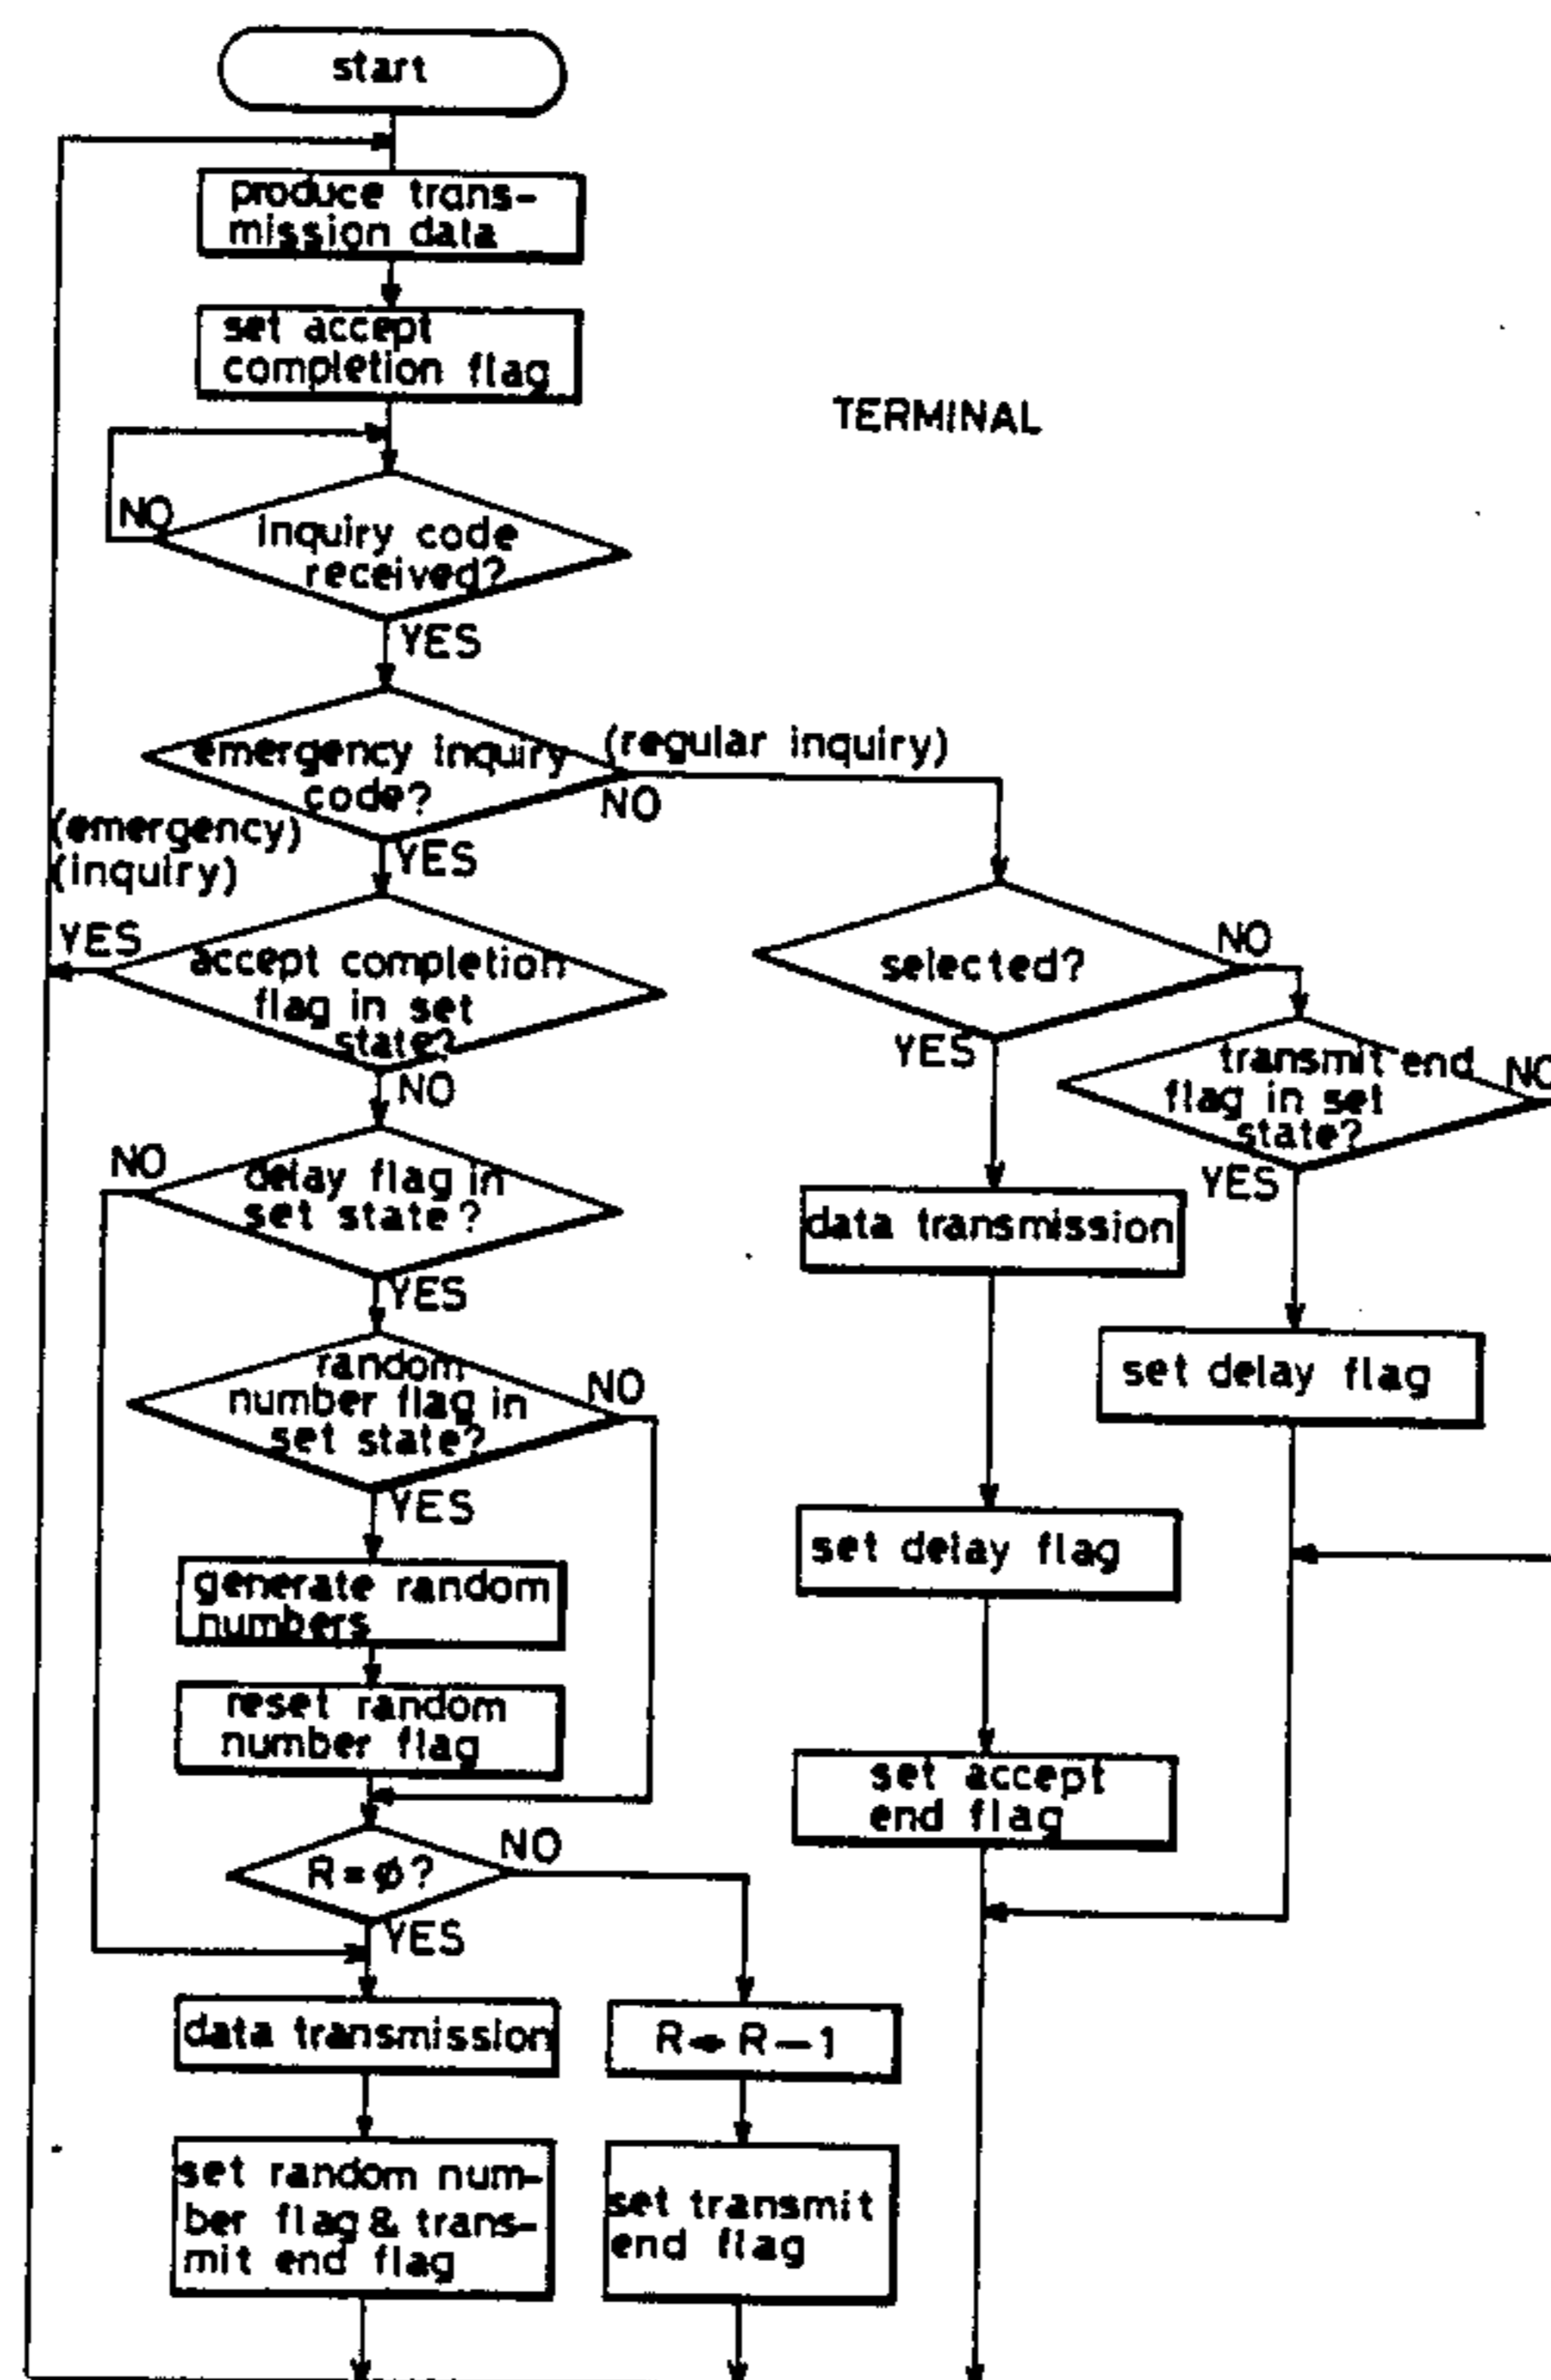 start
produce trans-
mission data
set accept
completion flag
TERMINAL
NO
inquiry code
received?
YES
emergency inquiry
code?
(regular inquiry)
NO
(emergency)
(inquiry)
YES
YES
accept completion
flag in set
state?
NO
selected?
NO
YES
transmit end
flag in set
state?
NO
YES
NO
delay flag in
set state?
YES
data transmission
set delay flag
random
number flag in
set state?
NO
YES
set delay flag
generate random
numbers
reset random
number flag
set accept
end flag
R=ø?
NO
YES
data transmission
R← R-1
set random num-
ber flag & trans-
mit end flag
set transmit
end flag